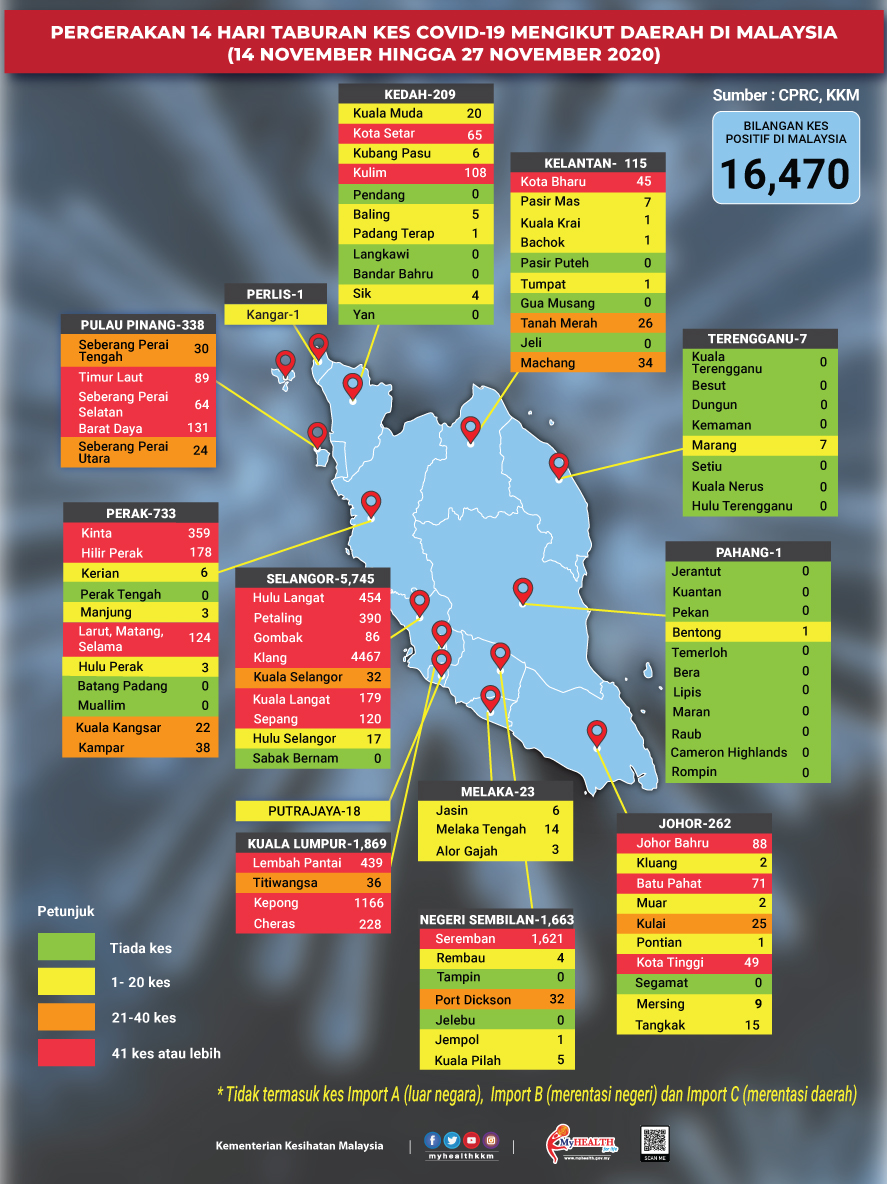 PERGERAKAN 14 HARI TABURAN KES COVID-19 MENGIKUT DAERAH DI MALAYSIA
(14 NOVEMBER HINGGA 27 NOVEMBER 2020)
Sumber : CPRC, KKM
BILANGAN KES
POSITIF DI MALAYSIA
16,470
KEDAH-209
Kuala Muda 20
Kota Setar 65
Kubang Pasu 6
Kulim 108
Pendang 0
Baling 5
Padang Terap 1
Langkawi 0
Bandar Bahru 0
Sik 4
Yan 0
KELANTAN- 115
Kota Bharu 45
Pasir Mas 7
Kuala Krai 1
Bachok 1
Pasir Puteh 0
Tumpat 1
Gua Musang 0
Tanah Merah 26
Jeli 0
Machang 34
PERLIS-1
Kangar-1
PULAU PINANG-338
Seberang Perai
Tengah 30
Timur Laut 89
Seberang Perai
Selatan 64
Barat Daya 131
Seberang Perai
Utara 24
TERENGGANU-7
Kuala
Terengganu 0
Besut 0
Dungun 0
Kemaman 0
Marang 7
Setiu 0
Kuala Nerus 0
Hulu Terengganu 0
PERAK-733
Kinta 359
Hilir Perak 178
Kerian 6
Perak Tengah 0
Manjung 3
Larut, Matang,
Selama 124
Hulu Perak 3
Batang Padang 0
Muallim 0
Kuala Kangsar 22
Kampar 38
SELANGOR-5,745
Hulu Langat 454
Petaling 390
Gombak 86
Klang 4467
Kuala Selangor 32
Kuala Langat 179
Sepang 120
Hulu Selangor 17
Sabak Bernam 0
PAHANG-1
Jerantut 0
Kuantan 0
Pekan 0
Bentong 1
Temerloh 0
Bera 0
Lipis 0
Maran 0
Raub 0
Cameron Highlands 0
Rompin 0
PUTRAJAYA-18
KUALA LUMPUR-1,869
Lembah Pantai 439
Titiwangsa 36
Kepong 1166
Cheras 228
MELAKA-23
Jasin 6
Melaka Tengah 14
Alor Gajah 3
NEGERI SEMBILAN-1,663
Seremban 1,621
Rembau 4
Tampin 0
Port Dickson 32
Jelebu 0
Jempol 1
Kuala Pilah 5
JOHOR-262
Johor Bahru 88
Kluang 2
Batu Pahat 71
Muar 2
Kulai 25
Pontian 1
Kota Tinggi 49
Segamat 0
Mersing 9
Tangkak 15
Petunjuk
Tiada kes
1- 20 kes
21-40 kes
41 kes atau lebih
* Tidak termasuk kes Import A (luar negara), Import B (merentasi negeri) dan Import C (merentasi daerah)
Kementerian Kesihatan Malaysia
myhealthkkm
MyHEALTH
for life
www.myhealth.gov.my
SCAN ME